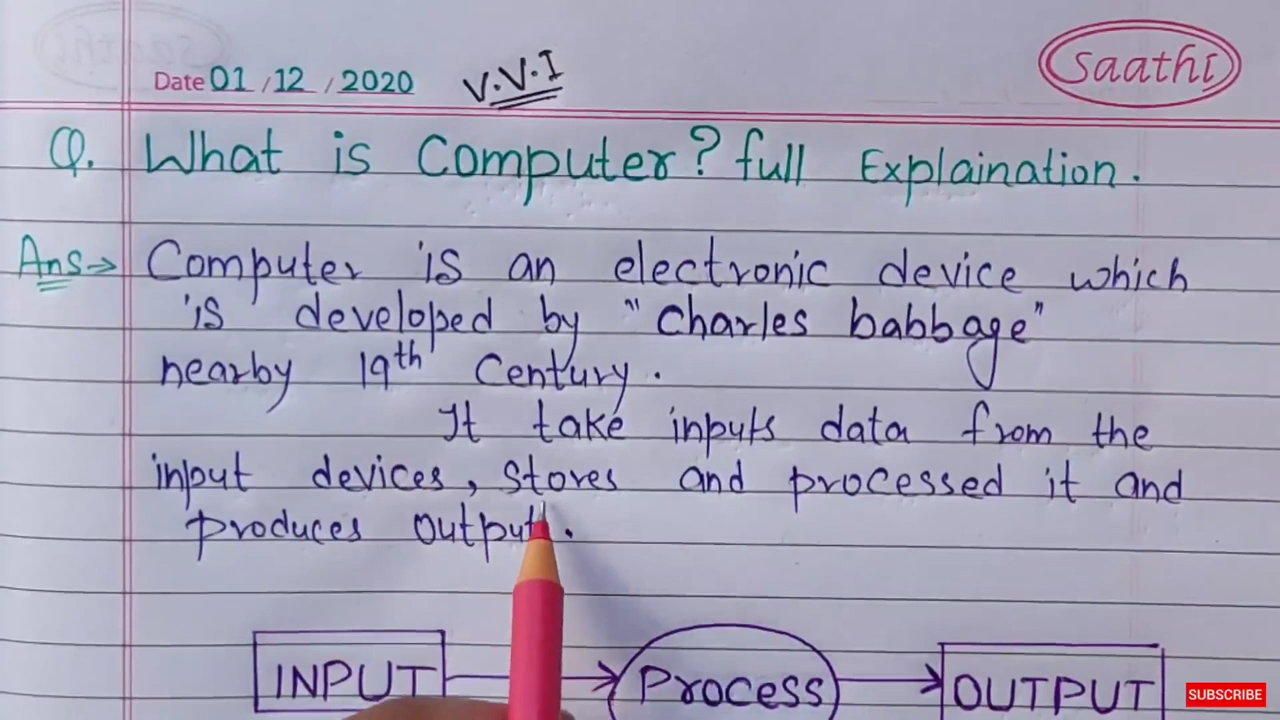 Saathi
Date 01/12/2020 V.V.I
Q. What is Computer? full Explaination.
Ans→ Computer is an electronic device which
is developed by "Charles babbage"
nearby 19th Century.
It take inputs data from the
input devices, stores and processed it and
produces output.
INPUT → Process → OUTPUT
SUBSCRIBE